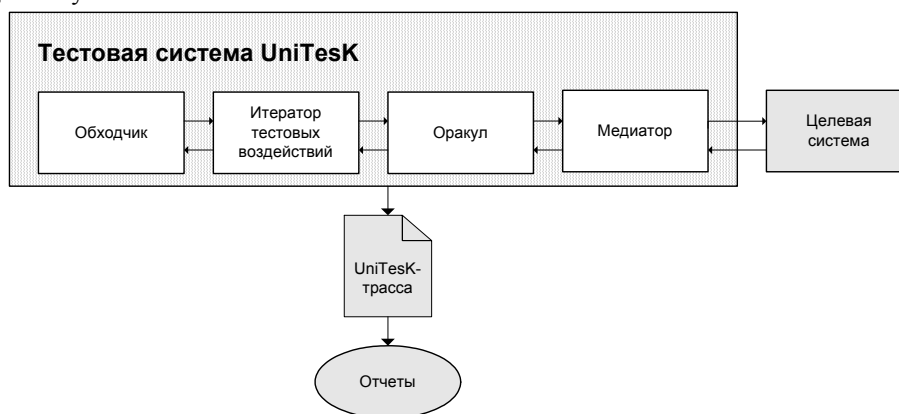 Тестовая система UniTesK
Обходчик
Итератор
тестовых
воздействий
Оракул
Медиатор
Целевая
система
UniTesK-
трасса
Отчеты